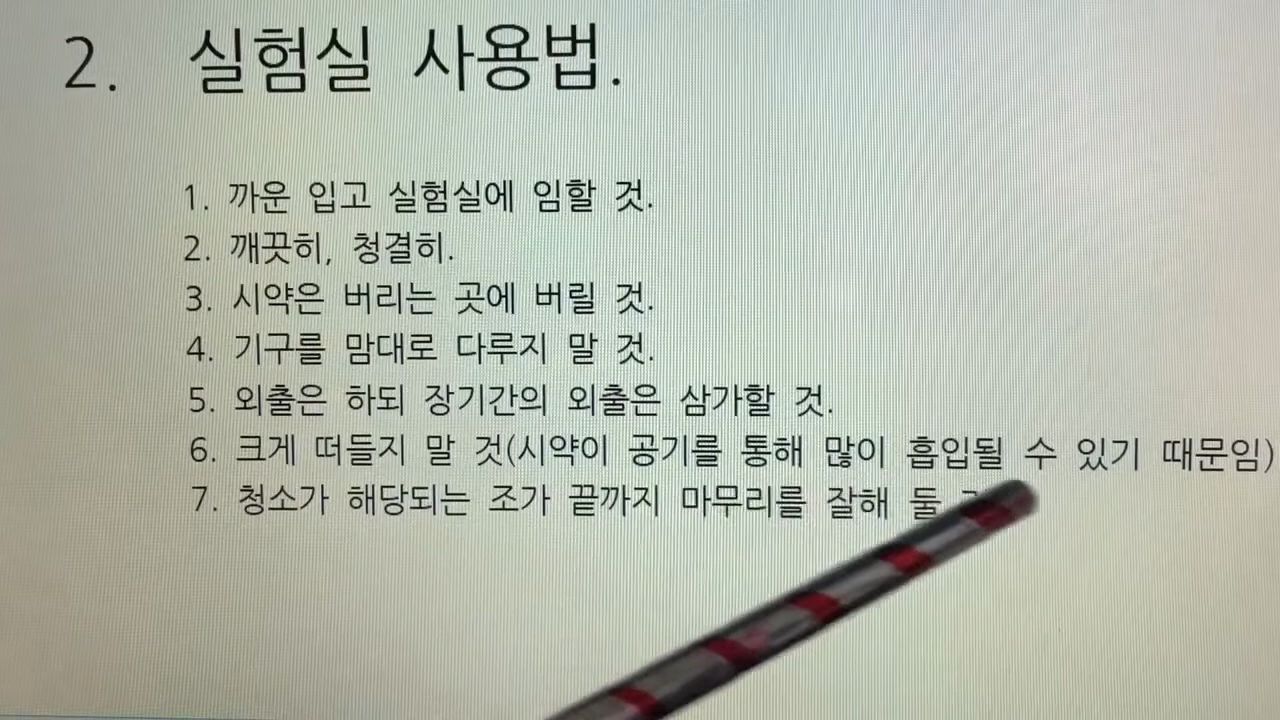 2. 실험실 사용법.
1. 까운 입고 실험실에 임할 것.
2. 깨끗히, 청결히.
3. 시약은 버리는 곳에 버릴 것.
4. 기구를 맘대로 다루지 말 것.
5. 외출은 하되 장기간의 외출은 삼가할 것.
6. 크게 떠들지 말 것(시약이 공기를 통해 많이 흡입될 수 있기 때문임)
7. 청소가 해당되는 조가 끝까지 마무리를 잘해 둘